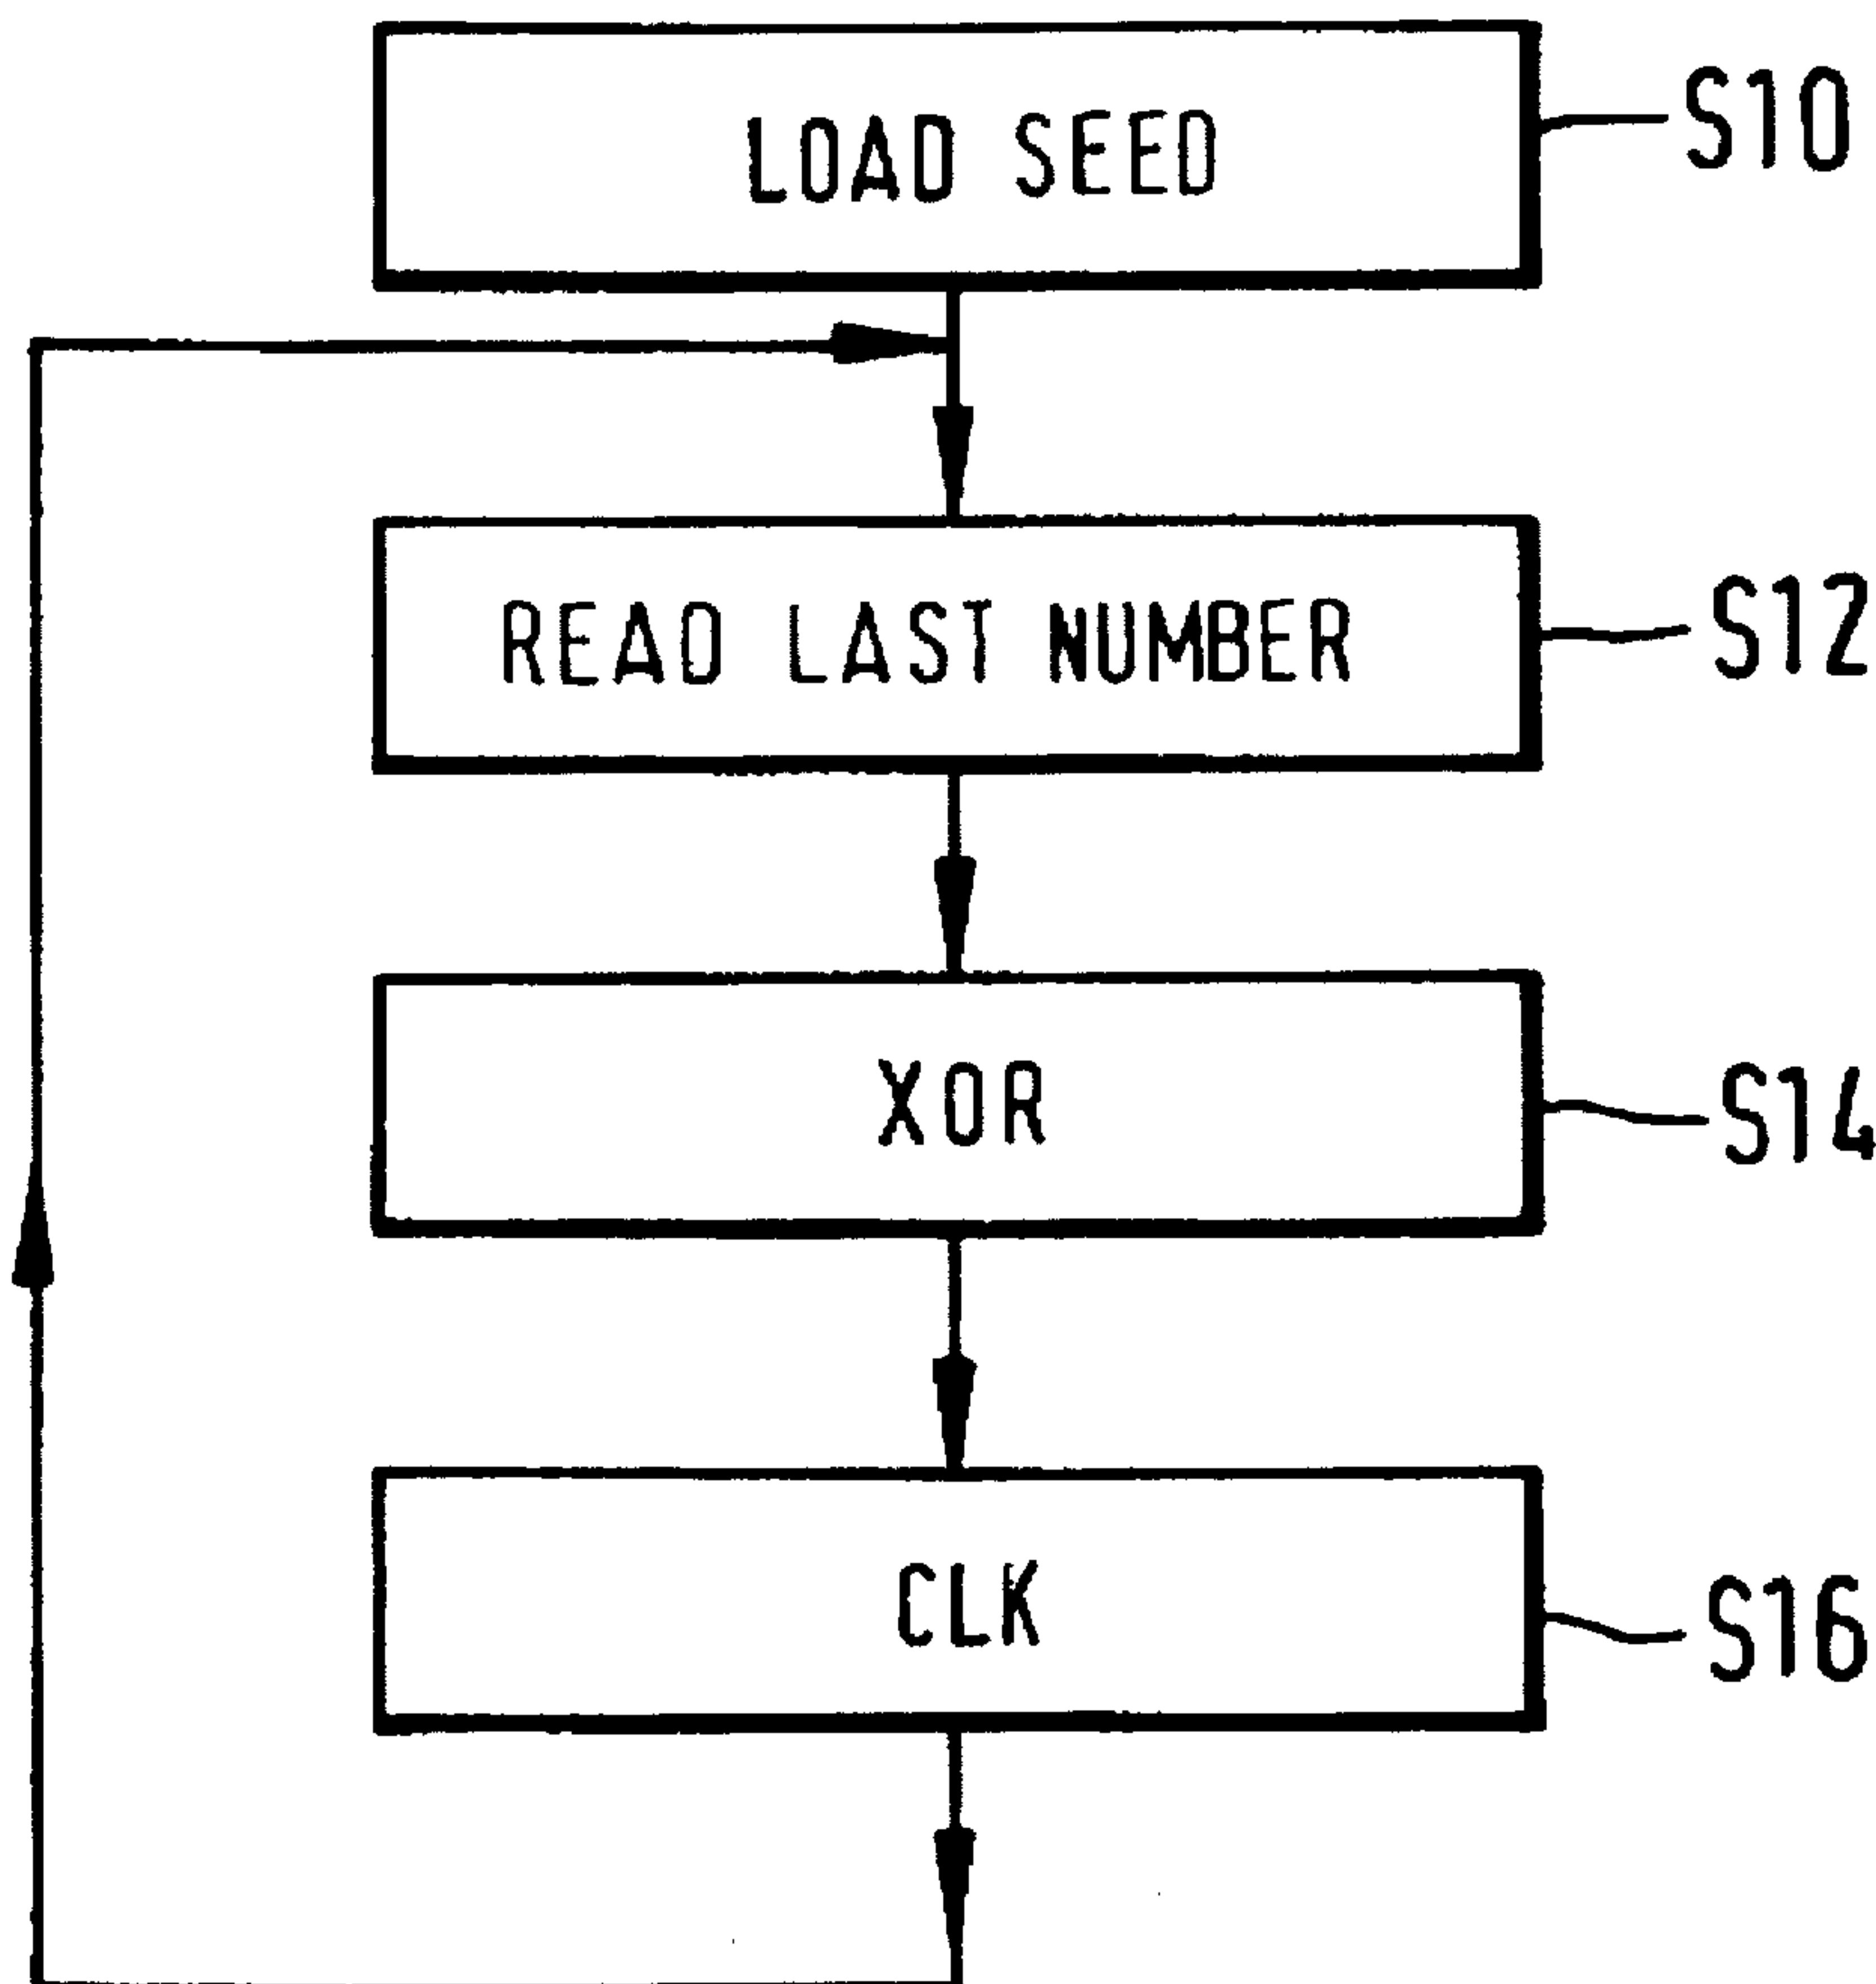 LOAD SEED
S10
READ LAST NUMBER
S12
XOR
S14
CLK
S16